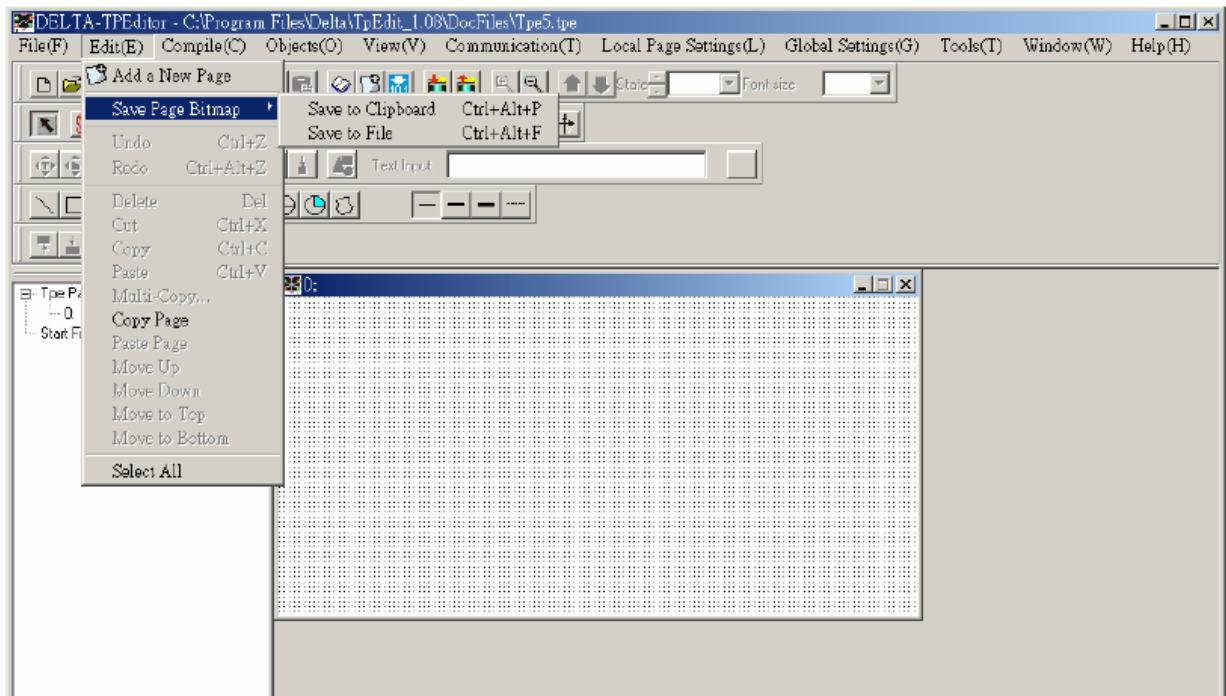 DELTA-TPEditor - C:\Program Files\Delta\TpEdit_1.08\DocFiles\Tpe5.tpe
File(F) Edit(E) Compile(C) Objects(O) View(V) Communication(T) Local Page Settings(L) Global Settings(G) Tools(T) Window(W) Help(H)
Add a New Page
State
Font size
Save Page Bitmap
Save to Clipboard Ctrl+Alt+P
Save to File Ctrl+Alt+F
Undo Ctrl+Z
Redo Ctrl+Alt+Z
Text Input
Delete Del
Cut Ctrl+X
Copy Ctrl+C
Paste Ctrl+V
Multi-Copy...
Copy Page
Paste Page
Move Up
Move Down
Move to Top
Move to Bottom
Select All
Tpe
0
Start
0: